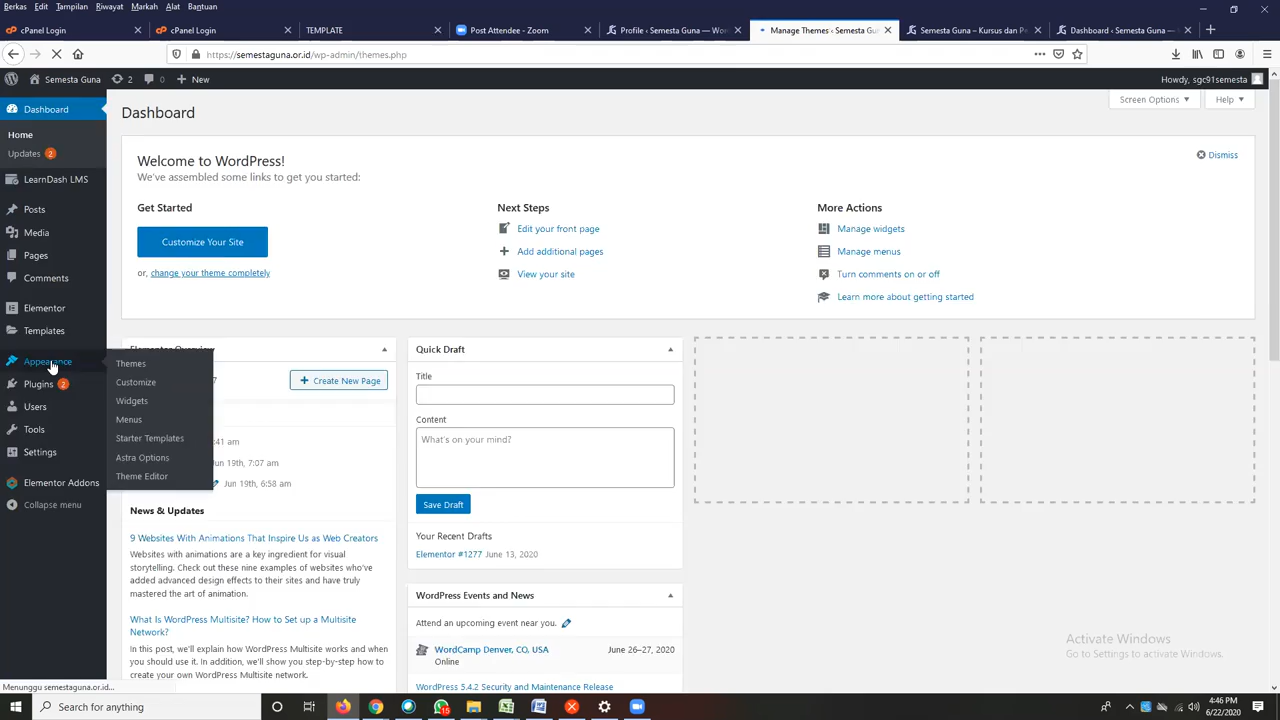 Berkas Edit Tampilan Riwayat Markah Alat Bantuan
cPanel Login
cPanel Login
TEMPLATE
Post Attendee - Zoom
Profile ‹ Semesta Guna — Wor
Manage Themes ‹ Semesta Gun
Semesta Guna – Kursus dan Pe
Dashboard ‹ Semesta Guna —
https://semestaguna.or.id/wp-admin/themes.php
Semesta Guna
2
0
New
Howdy, sgc91semesta
Dashboard
Home
Updates 2
LearnDash LMS
Posts
Media
Pages
Comments
Elementor
Templates
Appearance
Plugins 2
Users
Tools
Settings
Elementor Addons
Collapse menu
Themes
Customize
Widgets
Menus
Starter Templates
Astra Options
Theme Editor
Dashboard
Screen Options
Help
Welcome to WordPress!
We've assembled some links to get you started:
Dismiss
Get Started
Customize Your Site
or, change your theme completely
Next Steps
Edit your front page
Add additional pages
View your site
More Actions
Manage widgets
Manage menus
Turn comments on or off
Learn more about getting started
Elementor Overview
7
Create New Page
:41 am
Jun 19th, 7:07 am
Jun 19th, 6:58 am
News & Updates
9 Websites With Animations That Inspire Us as Web Creators
Websites with animations are a key ingredient for visual
storytelling. Check out these nine examples of websites who've
added advanced design effects to their sites and have truly
mastered the art of animation.
What Is WordPress Multisite? How to Set up a Multisite
Network?
In this post, we'll explain how WordPress Multisite works and when
you should use it. In addition, we'll show you step-by-step how to
create your own WordPress Multisite network.
Quick Draft
Title
Content
What's on your mind?
Save Draft
Your Recent Drafts
Elementor #1277 June 13, 2020
WordPress Events and News
Attend an upcoming event near you.
WordCamp Denver, CO, USA
June 26–27, 2020
Online
WordPress 5.4.2 Security and Maintenance Release
Activate Windows
Go to Settings to activate Windows.
Menunggu semestaguna.or.id...
Search for anything
15
4:46 PM
6/22/2020